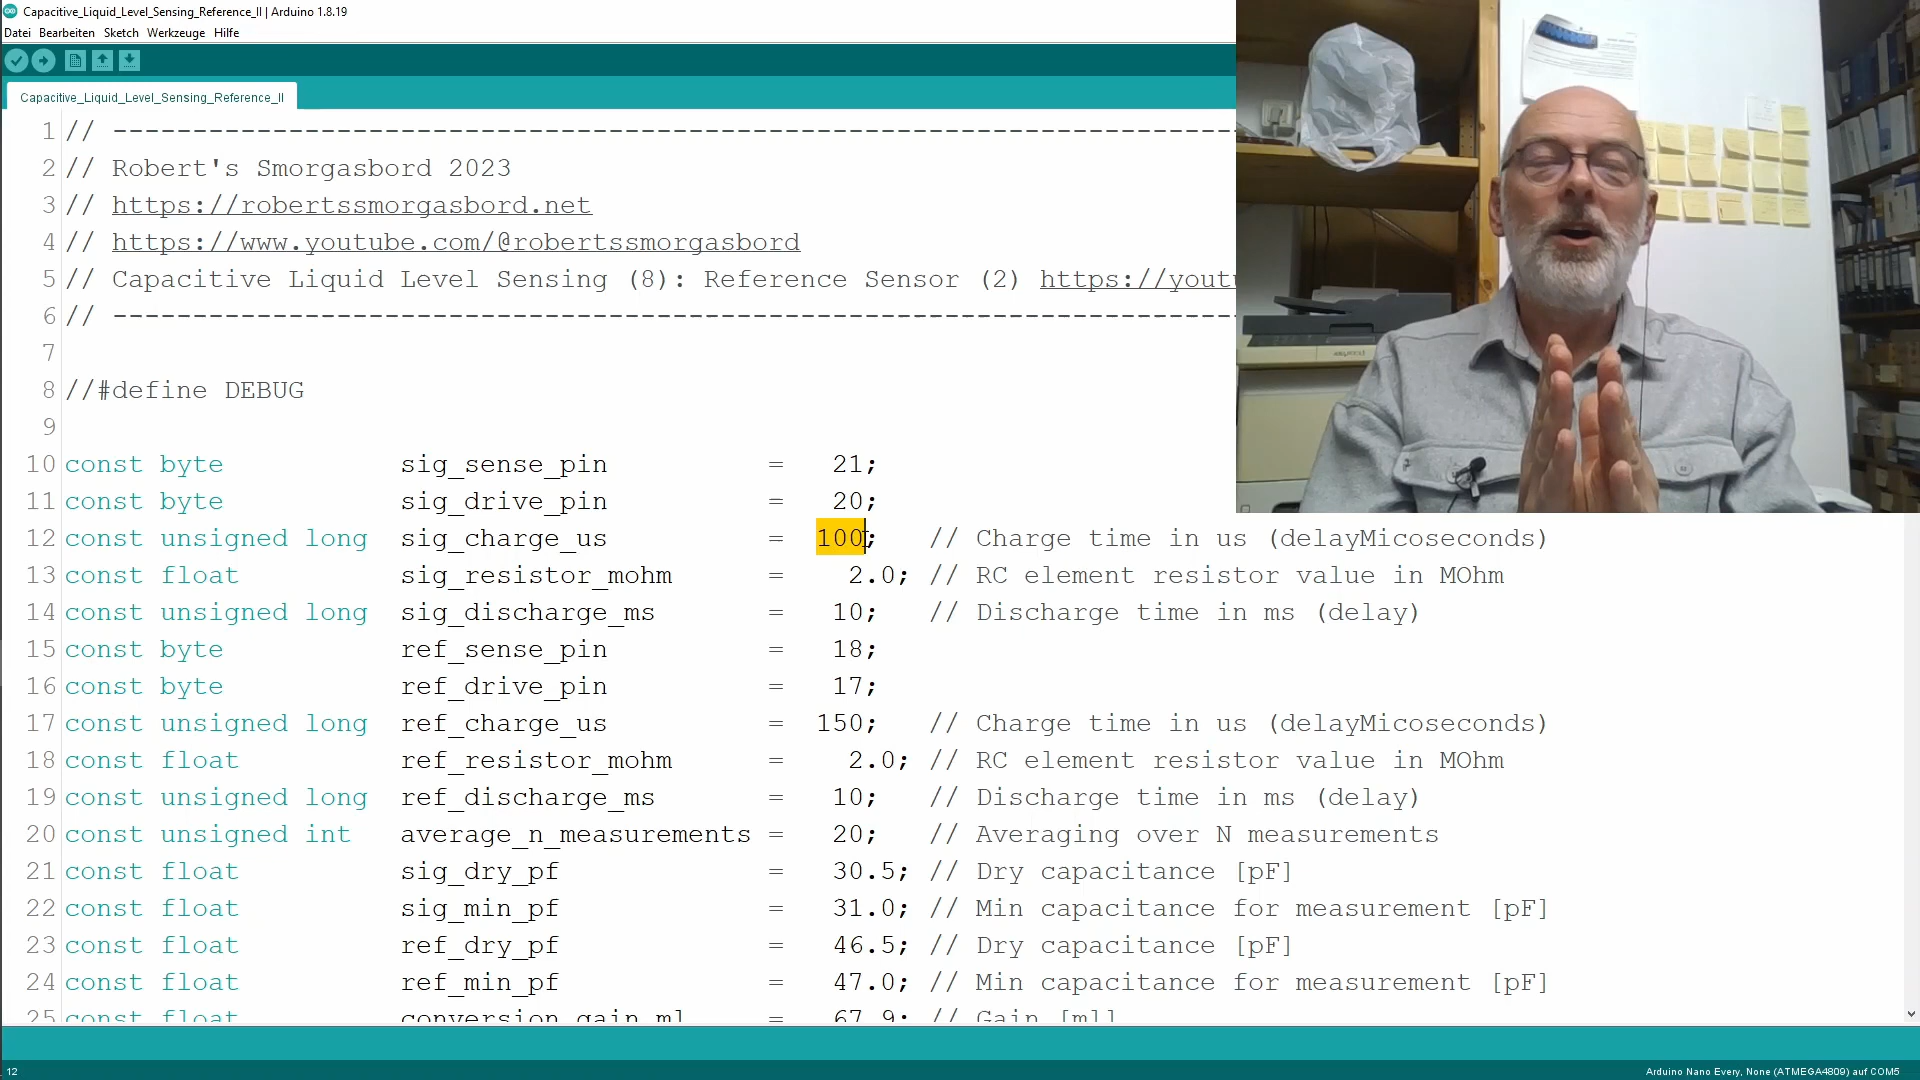 Capacitive_Liquid_Level_Sensing_Reference_II | Arduino 1.8.19
Datei Bearbeiten Sketch Werkzeuge Hilfe
Capacitive_Liquid_Level_Sensing_Reference_II
1 // ----------------------------------------------------------------------
2 // Robert's Smorgasbord 2023
3 // https://robertssmorgasbord.net
4 // https://www.youtube.com/@robertssmorgasbord
5 // Capacitive Liquid Level Sensing (8): Reference Sensor (2) https://yout
6 // ----------------------------------------------------------------------
7
8 //#define DEBUG
9
10 const byte sig_sense_pin = 21;
11 const byte sig_drive_pin = 20;
12 const unsigned long sig_charge_us = 100; // Charge time in us (delayMicoseconds)
13 const float sig_resistor_mohm = 2.0; // RC element resistor value in MOhm
14 const unsigned long sig_discharge_ms = 10; // Discharge time in ms (delay)
15 const byte ref_sense_pin = 18;
16 const byte ref_drive_pin = 17;
17 const unsigned long ref_charge_us = 150; // Charge time in us (delayMicoseconds)
18 const float ref_resistor_mohm = 2.0; // RC element resistor value in MOhm
19 const unsigned long ref_discharge_ms = 10; // Discharge time in ms (delay)
20 const unsigned int average_n_measurements = 20; // Averaging over N measurements
21 const float sig_dry_pf = 30.5; // Dry capacitance [pF]
22 const float sig_min_pf = 31.0; // Min capacitance for measurement [pF]
23 const float ref_dry_pf = 46.5; // Dry capacitance [pF]
24 const float ref_min_pf = 47.0; // Min capacitance for measurement [pF]
25 const float conversion_gain_ml = 67.9; // Gain [ml]
12
Arduino Nano Every, None (ATMEGA4809) auf COM5